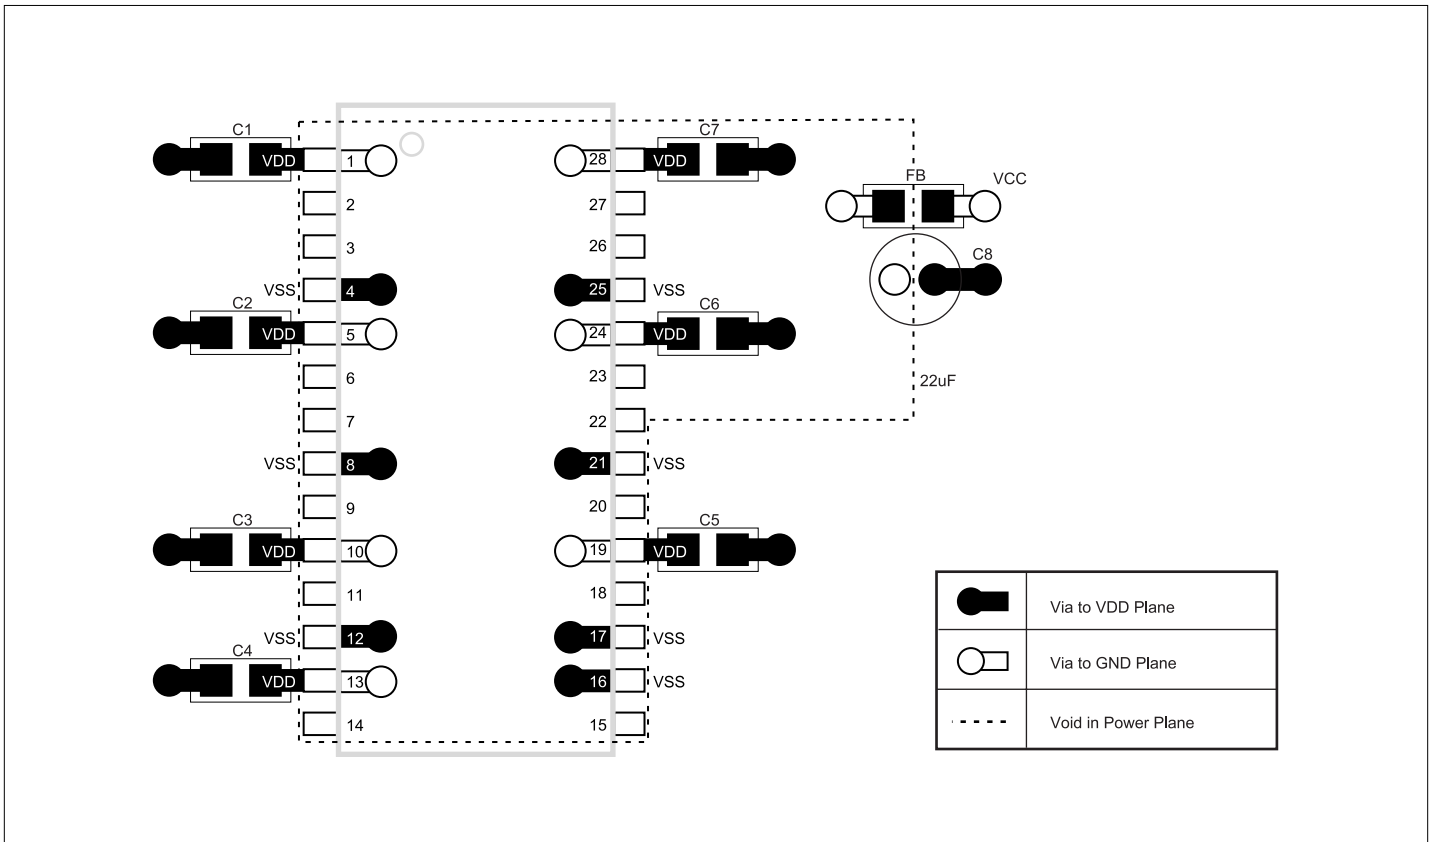 C1
C7
VDD 1
28 VDD
FB
VCC
2
27
3
26
C8
VSS 4
25 VSS
C2
C6
VDD 5
24 VDD
6
23
22uF
7
22
VSS 8
21 VSS
9
20
C3
C5
VDD 10
19 VDD
11
18
Via to VDD Plane
VSS 12
17 VSS
C4
Via to GND Plane
VDD 13
16 VSS
14
15
Void in Power Plane